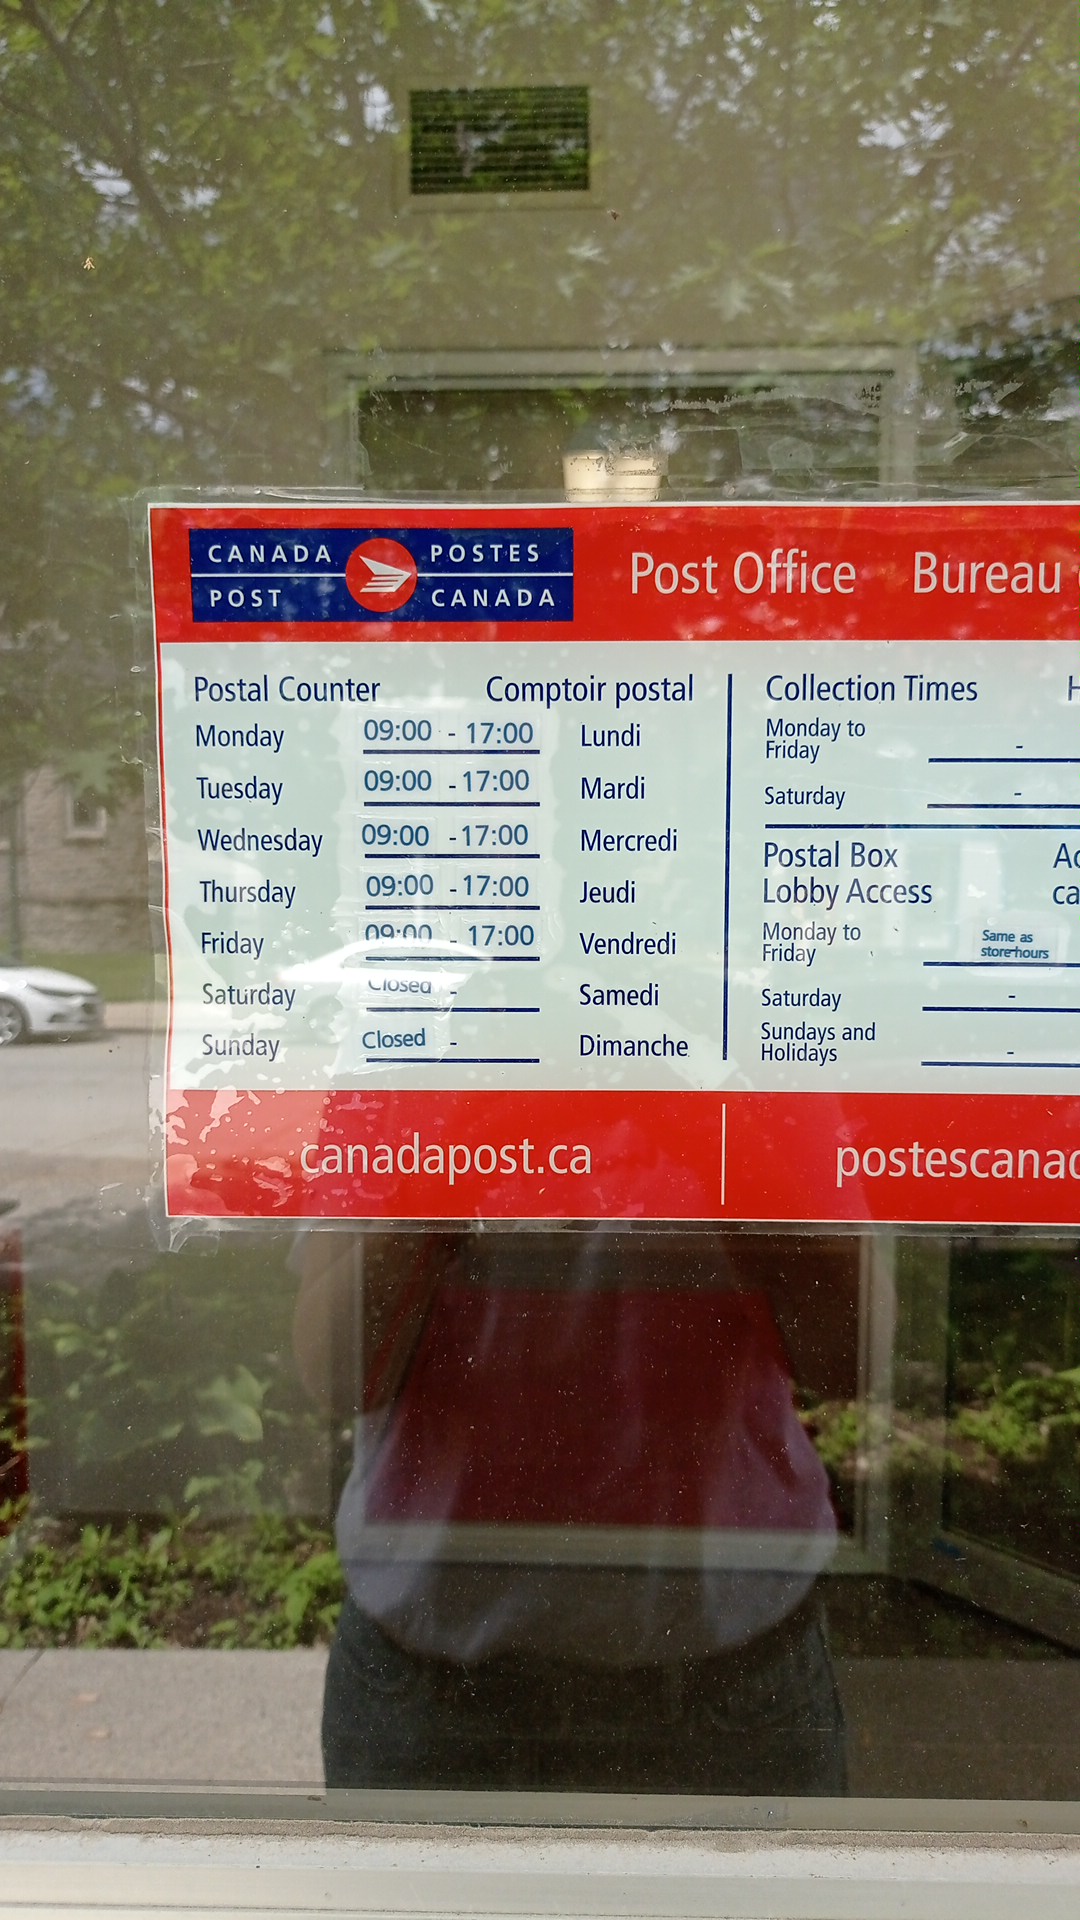 CANADA POSTES
POST CANADA
Post Office Bureau
Postal Counter Comptoir postal
Monday 09:00 - 17:00 Lundi
Tuesday 09:00 - 17:00 Mardi
Wednesday 09:00 - 17:00 Mercredi
Thursday 09:00 - 17:00 Jeudi
Friday 09:00 - 17:00 Vendredi
Saturday Closed - Samedi
Sunday Closed - Dimanche
Collection Times
Monday to
Friday -
Saturday -
Postal Box
Lobby Access
Monday to
Friday
Same as
store hours
Saturday -
Sundays and
Holidays -
canadapost.ca